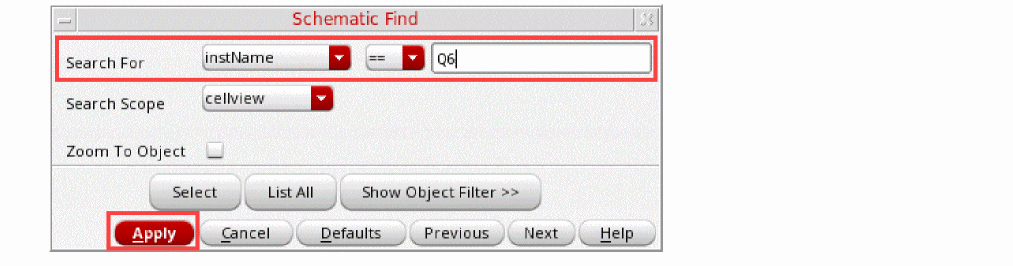 Schematic Find
Search For instName == Q6
Search Scope cellview
Zoom To Object
Select List All Show Object Filter >>
Apply Cancel Defaults Previous Next Help